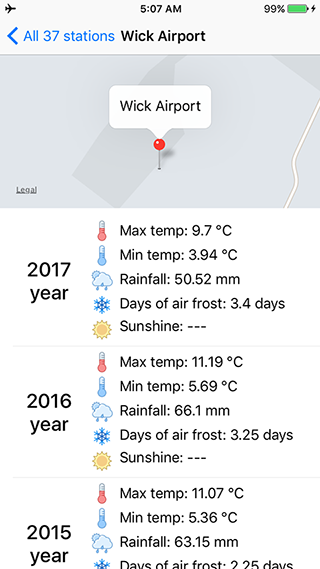 5:07 AM
99%
All 37 stations Wick Airport
Wick Airport
Legal
2017 year
Max temp: 9.7 °C
Min temp: 3.94 °C
Rainfall: 50.52 mm
Days of air frost: 3.4 days
Sunshine: ---
2016 year
Max temp: 11.19 °C
Min temp: 5.69 °C
Rainfall: 66.1 mm
Days of air frost: 3.25 days
Sunshine: ---
2015 year
Max temp: 11.07 °C
Min temp: 5.36 °C
Rainfall: 63.15 mm
Days of air frost: 2.25 days